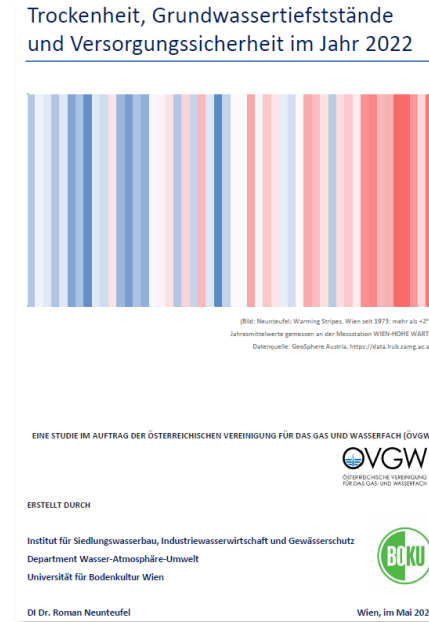 Trockenheit, Grundwassertiefststände
und Versorgungssicherheit im Jahr 2022
(Bild: Neunteufel; Warming Stripes, Wien seit 1973: mehr als +2°
Jahresmittelwerte gemessen an der Messstation WIEN-HOHE WART
Datenquelle: GeoSphere Austria, https://data.hub.zamg.ac.a
EINE STUDIE IM AUFTRAG DER ÖSTERREICHISCHEN VEREINIGUNG FÜR DAS GAS UND WASSERFACH (ÖVGW
ÖVGW
ÖSTERREICHISCHE VEREINIGUNG
FÜR DAS GAS- UND WASSERFACH
ERSTELLT DURCH
Institut für Siedlungswasserbau, Industriewasserwirtschaft und Gewässerschutz
Department Wasser-Atmosphäre-Umwelt
Universität für Bodenkultur Wien
BOKU
DI Dr. Roman Neunteufel
Wien, im Mai 202